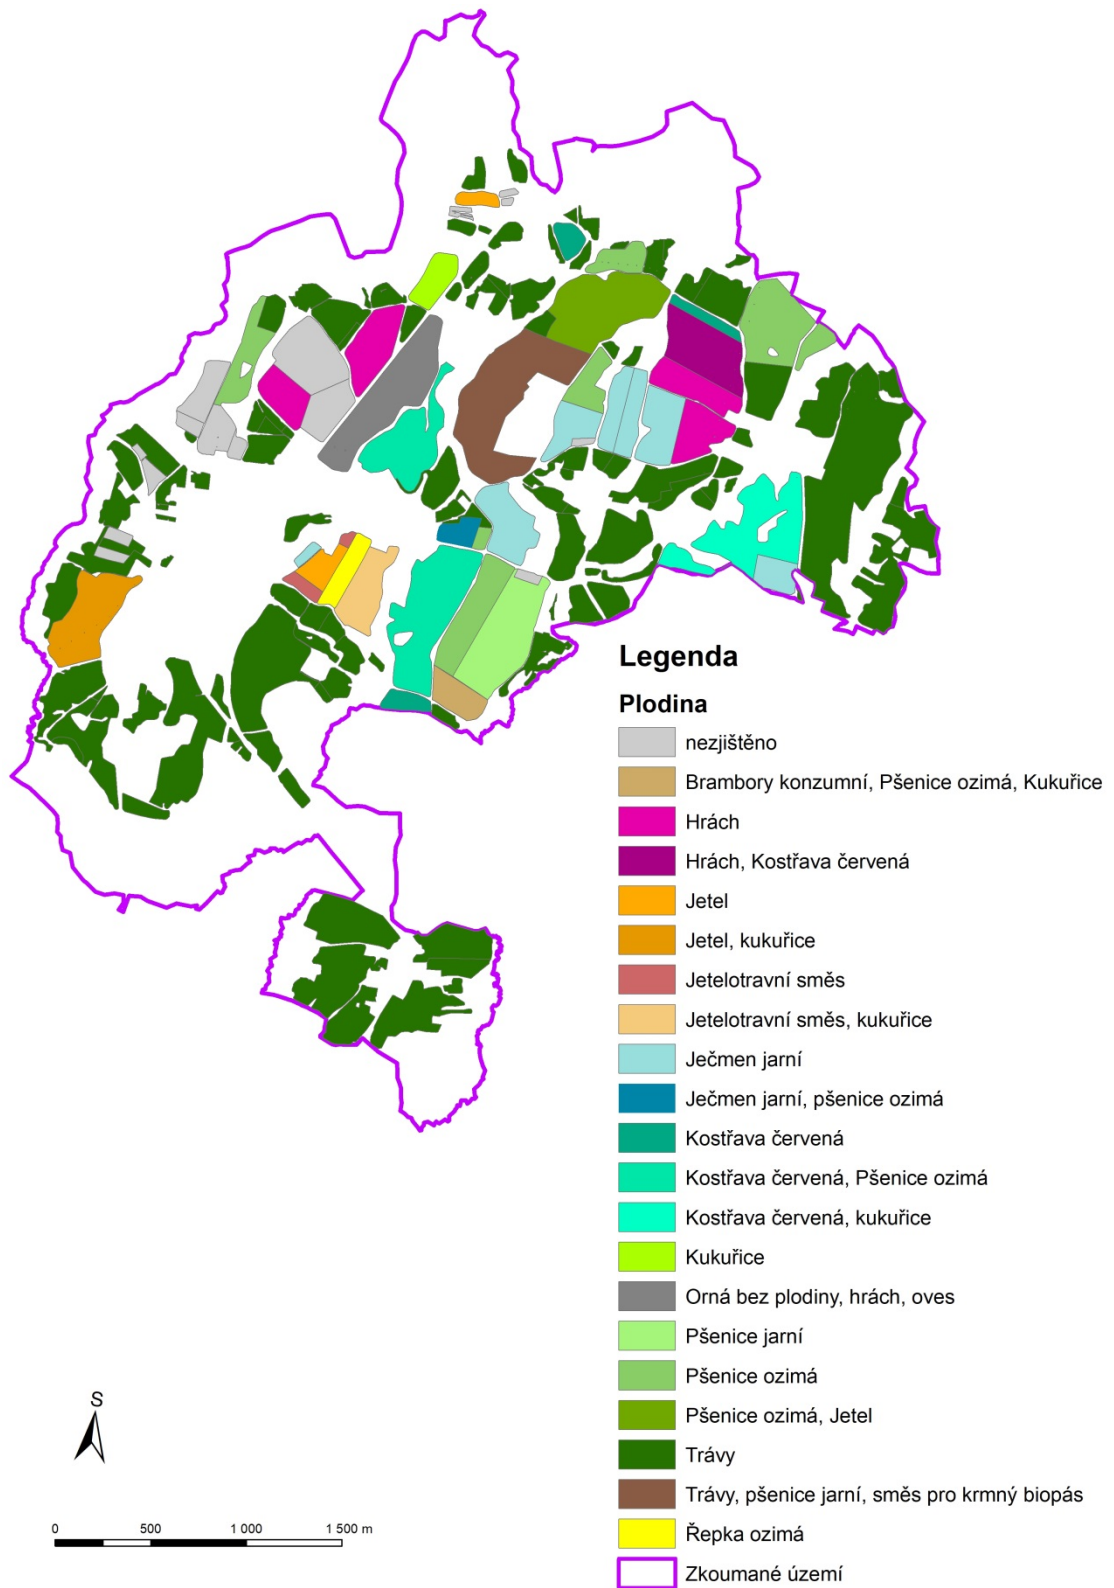 Legenda
Plodina
nezjištěno
Brambory konzumní, Pšenice ozimá, Kukuřice
Hrách
Hrách, Kostřava červená
Jetel
Jetel, kukuřice
Jetelotravní směs
Jetelotravní směs, kukuřice
Ječmen jarní
Ječmen jarní, pšenice ozimá
Kostřava červená
Kostřava červená, Pšenice ozimá
Kostřava červená, kukuřice
Kukuřice
Orná bez plodiny, hrách, oves
Pšenice jarní
Pšenice ozimá
Pšenice ozimá, Jetel
Trávy
Trávy, pšenice jarní, směs pro krmný biopás
Řepka ozimá
Zkoumané území
S
0 500 1 000 1 500 m